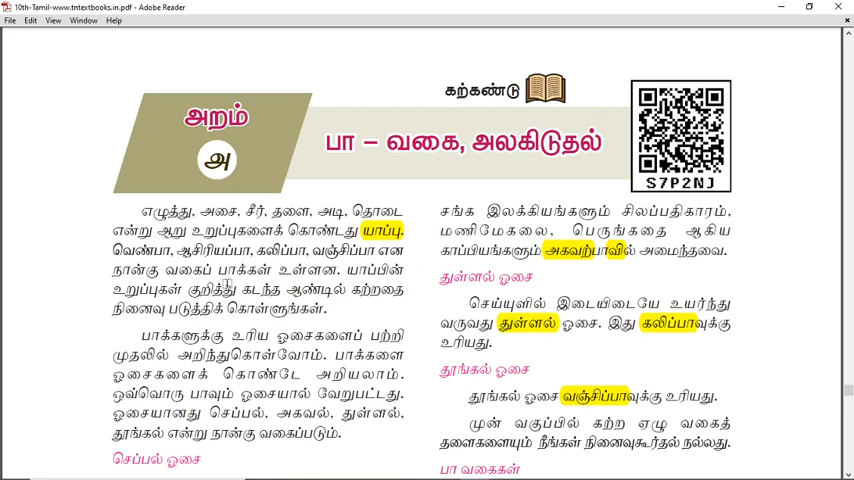 10th-Tamil-www.tntextbooks.in.pdf - Adobe Reader
File Edit View Window Help
கற்கண்டு
அறம்
அ
பா – வகை, அலகிடுதல்
S7P2NJ
எழுத்து, அசை, சீர், தளை, அடி, தொடை
என்று ஆறு உறுப்புகளைக் கொண்டது யாப்பு.
வெண்பா, ஆசிரியப்பா, கலிப்பா, வஞ்சிப்பா என
நான்கு வகைப் பாக்கள் உள்ளன. யாப்பின்
உறுப்புகள் குறித்து கடந்த ஆண்டில் கற்றதை
நினைவு படுத்திக் கொள்ளுங்கள்.
பாக்களுக்கு உரிய ஓசைகளைப் பற்றி
முதலில் அறிந்துகொள்வோம். பாக்களை
ஓசைகளைக் கொண்டே அறியலாம்.
ஒவ்வொரு பாவும் ஓசையால் வேறுபட்டது.
ஓசையானது செப்பல், அகவல், துள்ளல்,
தூங்கல் என்று நான்கு வகைப்படும்.
செப்பல் ஓசை
சங்க இலக்கியங்களும் சிலப்பதிகாரம்,
மணிமேகலை, பெருங்கதை ஆகிய
காப்பியங்களும் அகவற்பாவில் அமைந்தவை.
துள்ளல் ஓசை
செய்யுளில் இடையிடையே உயர்ந்து
வருவது துள்ளல் ஓசை. இது கலிப்பாவுக்கு
உரியது.
தூங்கல் ஓசை
தூங்கல் ஓசை வஞ்சிப்பாவுக்கு உரியது.
முன் வகுப்பில் கற்ற ஏழு வகைத்
தளைகளையும் நீங்கள் நினைவுகூர்தல் நல்லது.
பா வகைகள்